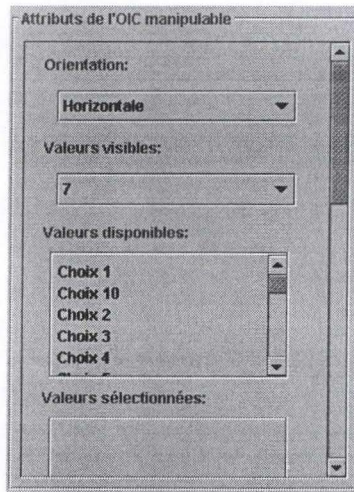 Attributs de l'OIC manipulable
Orientation:
Horizontale
Valeurs visibles:
7
Valeurs disponibles:
Choix 1
Choix 10
Choix 2
Choix 3
Choix 4
Valeurs sélectionnées: